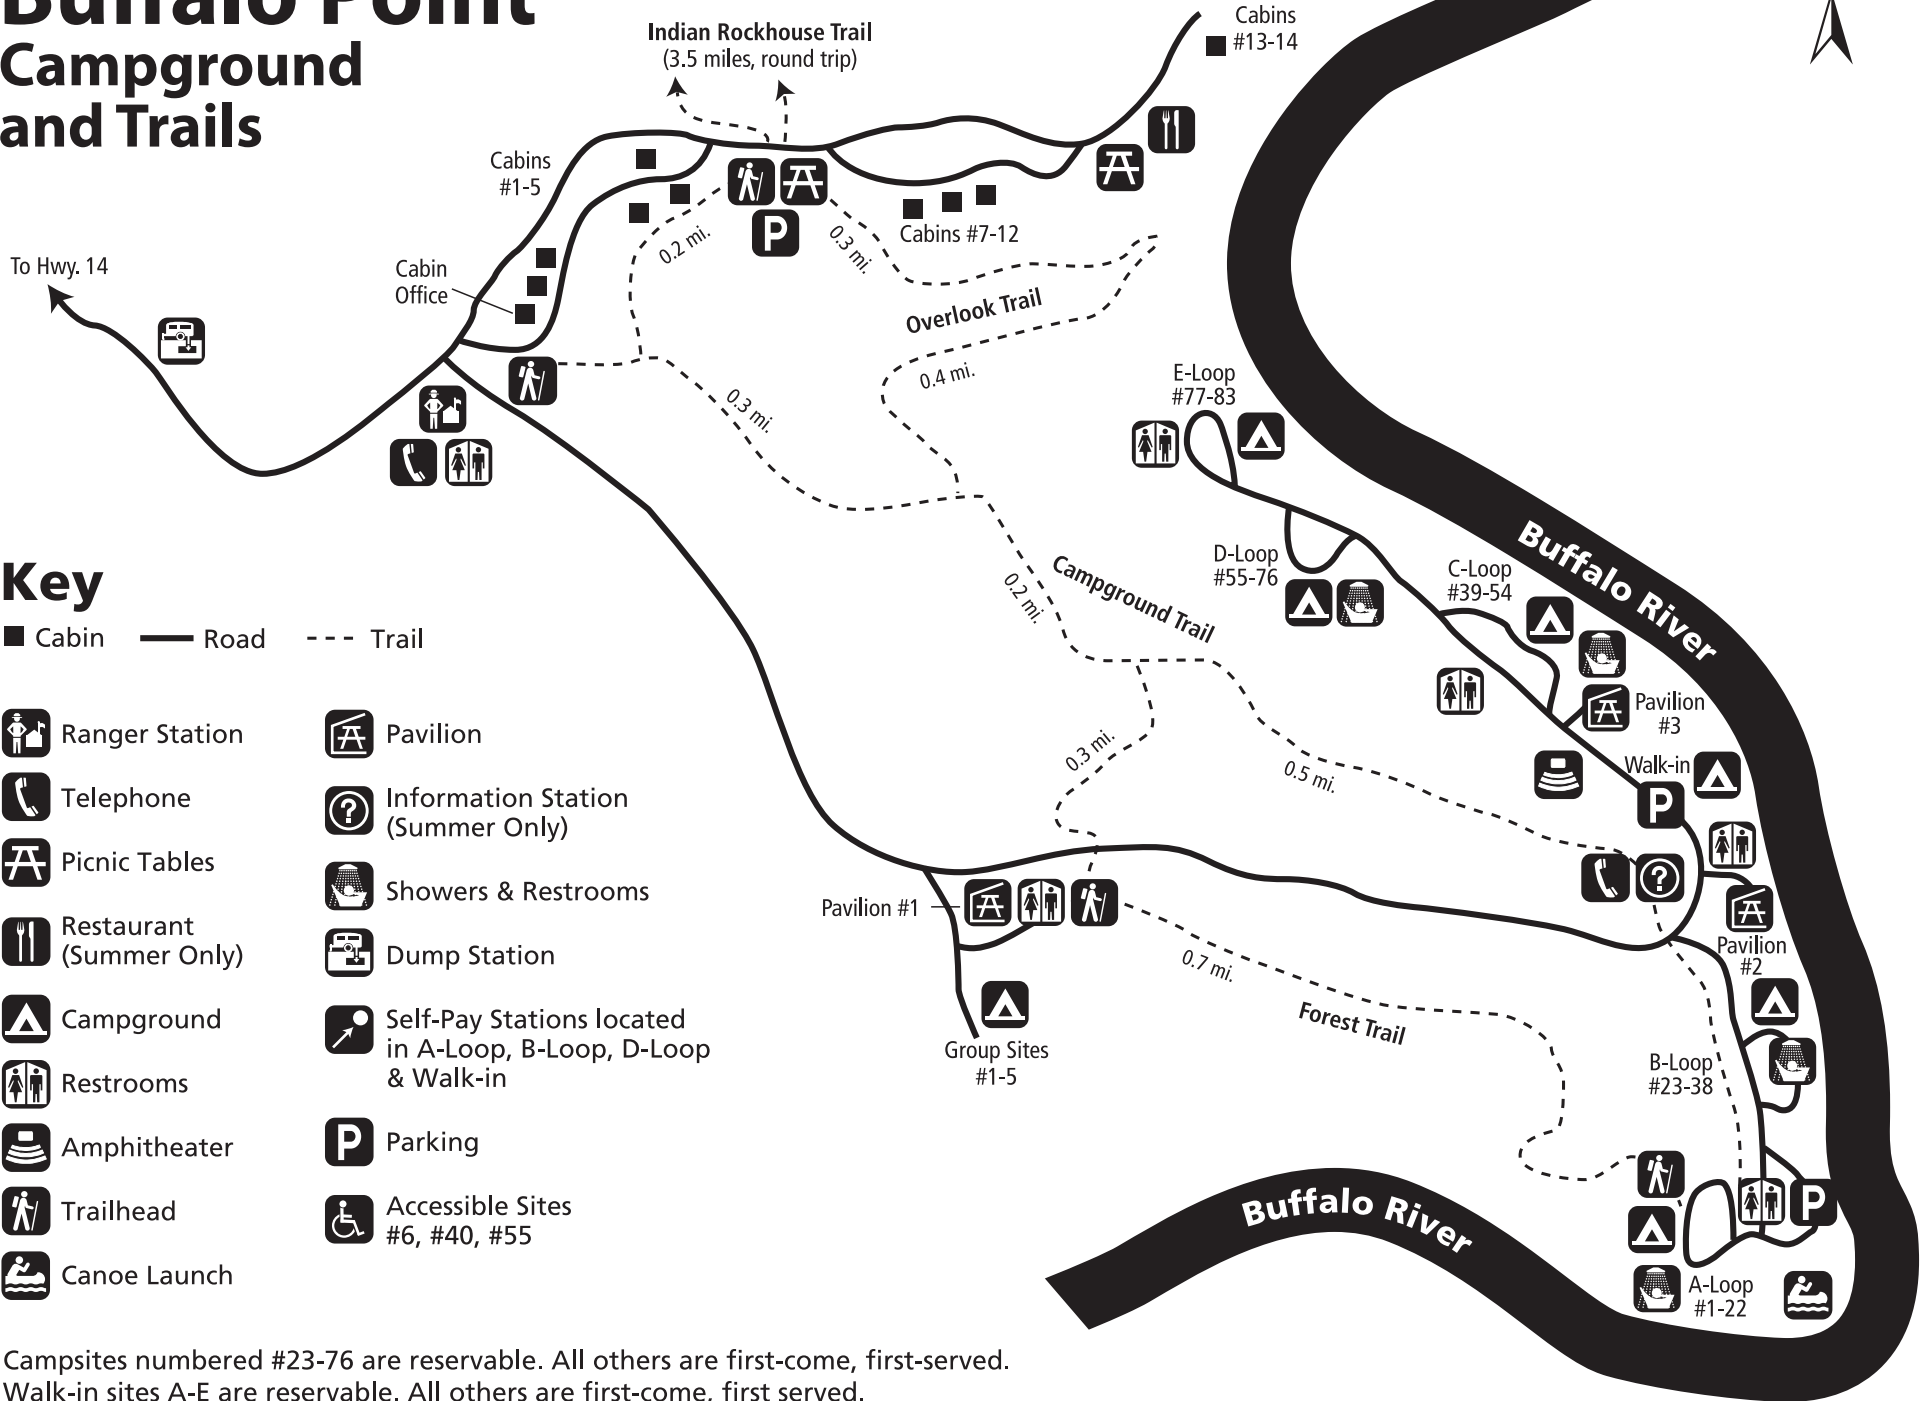 Buffalo Point
Campground
and Trails
Indian Rockhouse Trail
(3.5 miles, round trip)
Cabins
#13-14
Cabins
#1-5
P
0.2 mi.
0.3 mi.
Cabins #7-12
To Hwy. 14
Cabin
Office
Overlook Trail
0.4 mi.
0.3 mi.
E-Loop
#77-83
D-Loop
#55-76
C-Loop
#39-54
Buffalo River
Campground Trail
0.2 mi.
Pavilion
#3
Walk-in
P
0.3 mi.
0.5 mi.
?
Pavilion #1
Pavilion
#2
0.7 mi.
Forest Trail
Group Sites
#1-5
B-Loop
#23-38
P
Buffalo River
A-Loop
#1-22
Key
Cabin
Road
Trail
Ranger Station
Telephone
Picnic Tables
Restaurant
(Summer Only)
Campground
Restrooms
Amphitheater
Trailhead
Canoe Launch
Pavilion
?
Information Station
(Summer Only)
Showers & Restrooms
Dump Station
Self-Pay Stations located
in A-Loop, B-Loop, D-Loop
& Walk-in
P
Parking
Accessible Sites
#6, #40, #55
Campsites numbered #23-76 are reservable. All others are first-come, first-served.
Walk-in sites A-E are reservable. All others are first-come, first served.